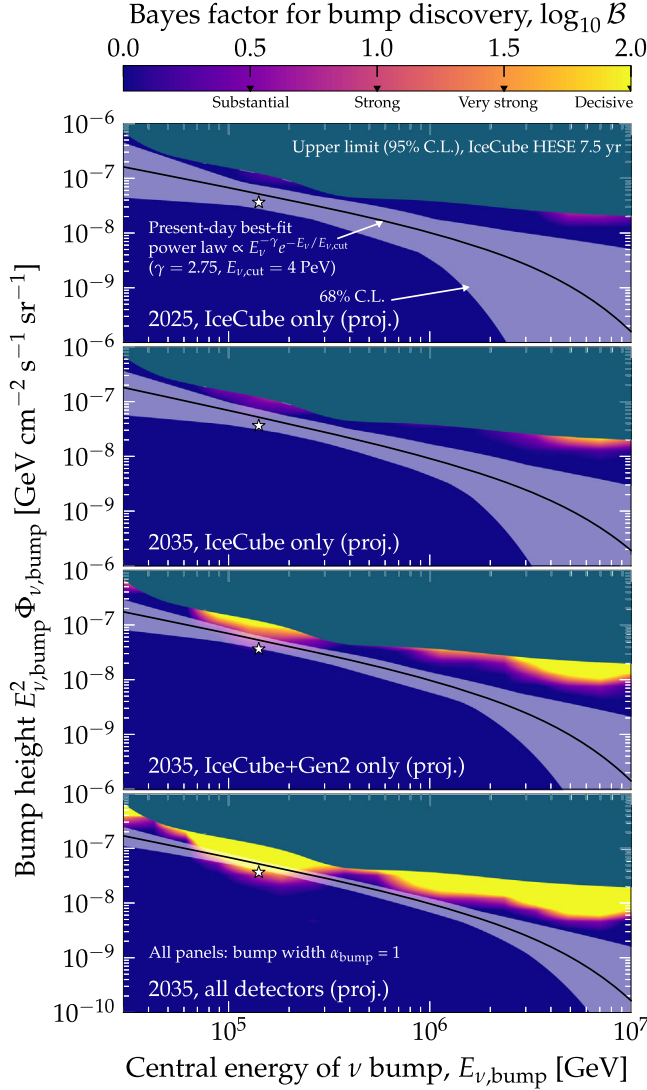 Bayes factor for bump discovery, log₁₀ ℬ
0.0 0.5 1.0 1.5 2.0
Substantial Strong Very strong Decisive
Bump height E²ν,bump Φν,bump [GeV cm⁻² s⁻¹ sr⁻¹]
10⁻⁶
10⁻⁷
10⁻⁸
10⁻⁹
Upper limit (95% C.L.), IceCube HESE 7.5 yr
Present-day best-fit
power law ∝ Eν^−γ e^−Eν/Eν,cut
(γ = 2.75, Eν,cut = 4 PeV)
68% C.L.
2025, IceCube only (proj.)
10⁻⁶
10⁻⁷
10⁻⁸
10⁻⁹
2035, IceCube only (proj.)
10⁻⁶
10⁻⁷
10⁻⁸
10⁻⁹
2035, IceCube+Gen2 only (proj.)
10⁻⁶
10⁻⁷
10⁻⁸
10⁻⁹
10⁻¹⁰
All panels: bump width αbump = 1
2035, all detectors (proj.)
10⁵ 10⁶ 10⁷
Central energy of ν bump, Eν,bump [GeV]